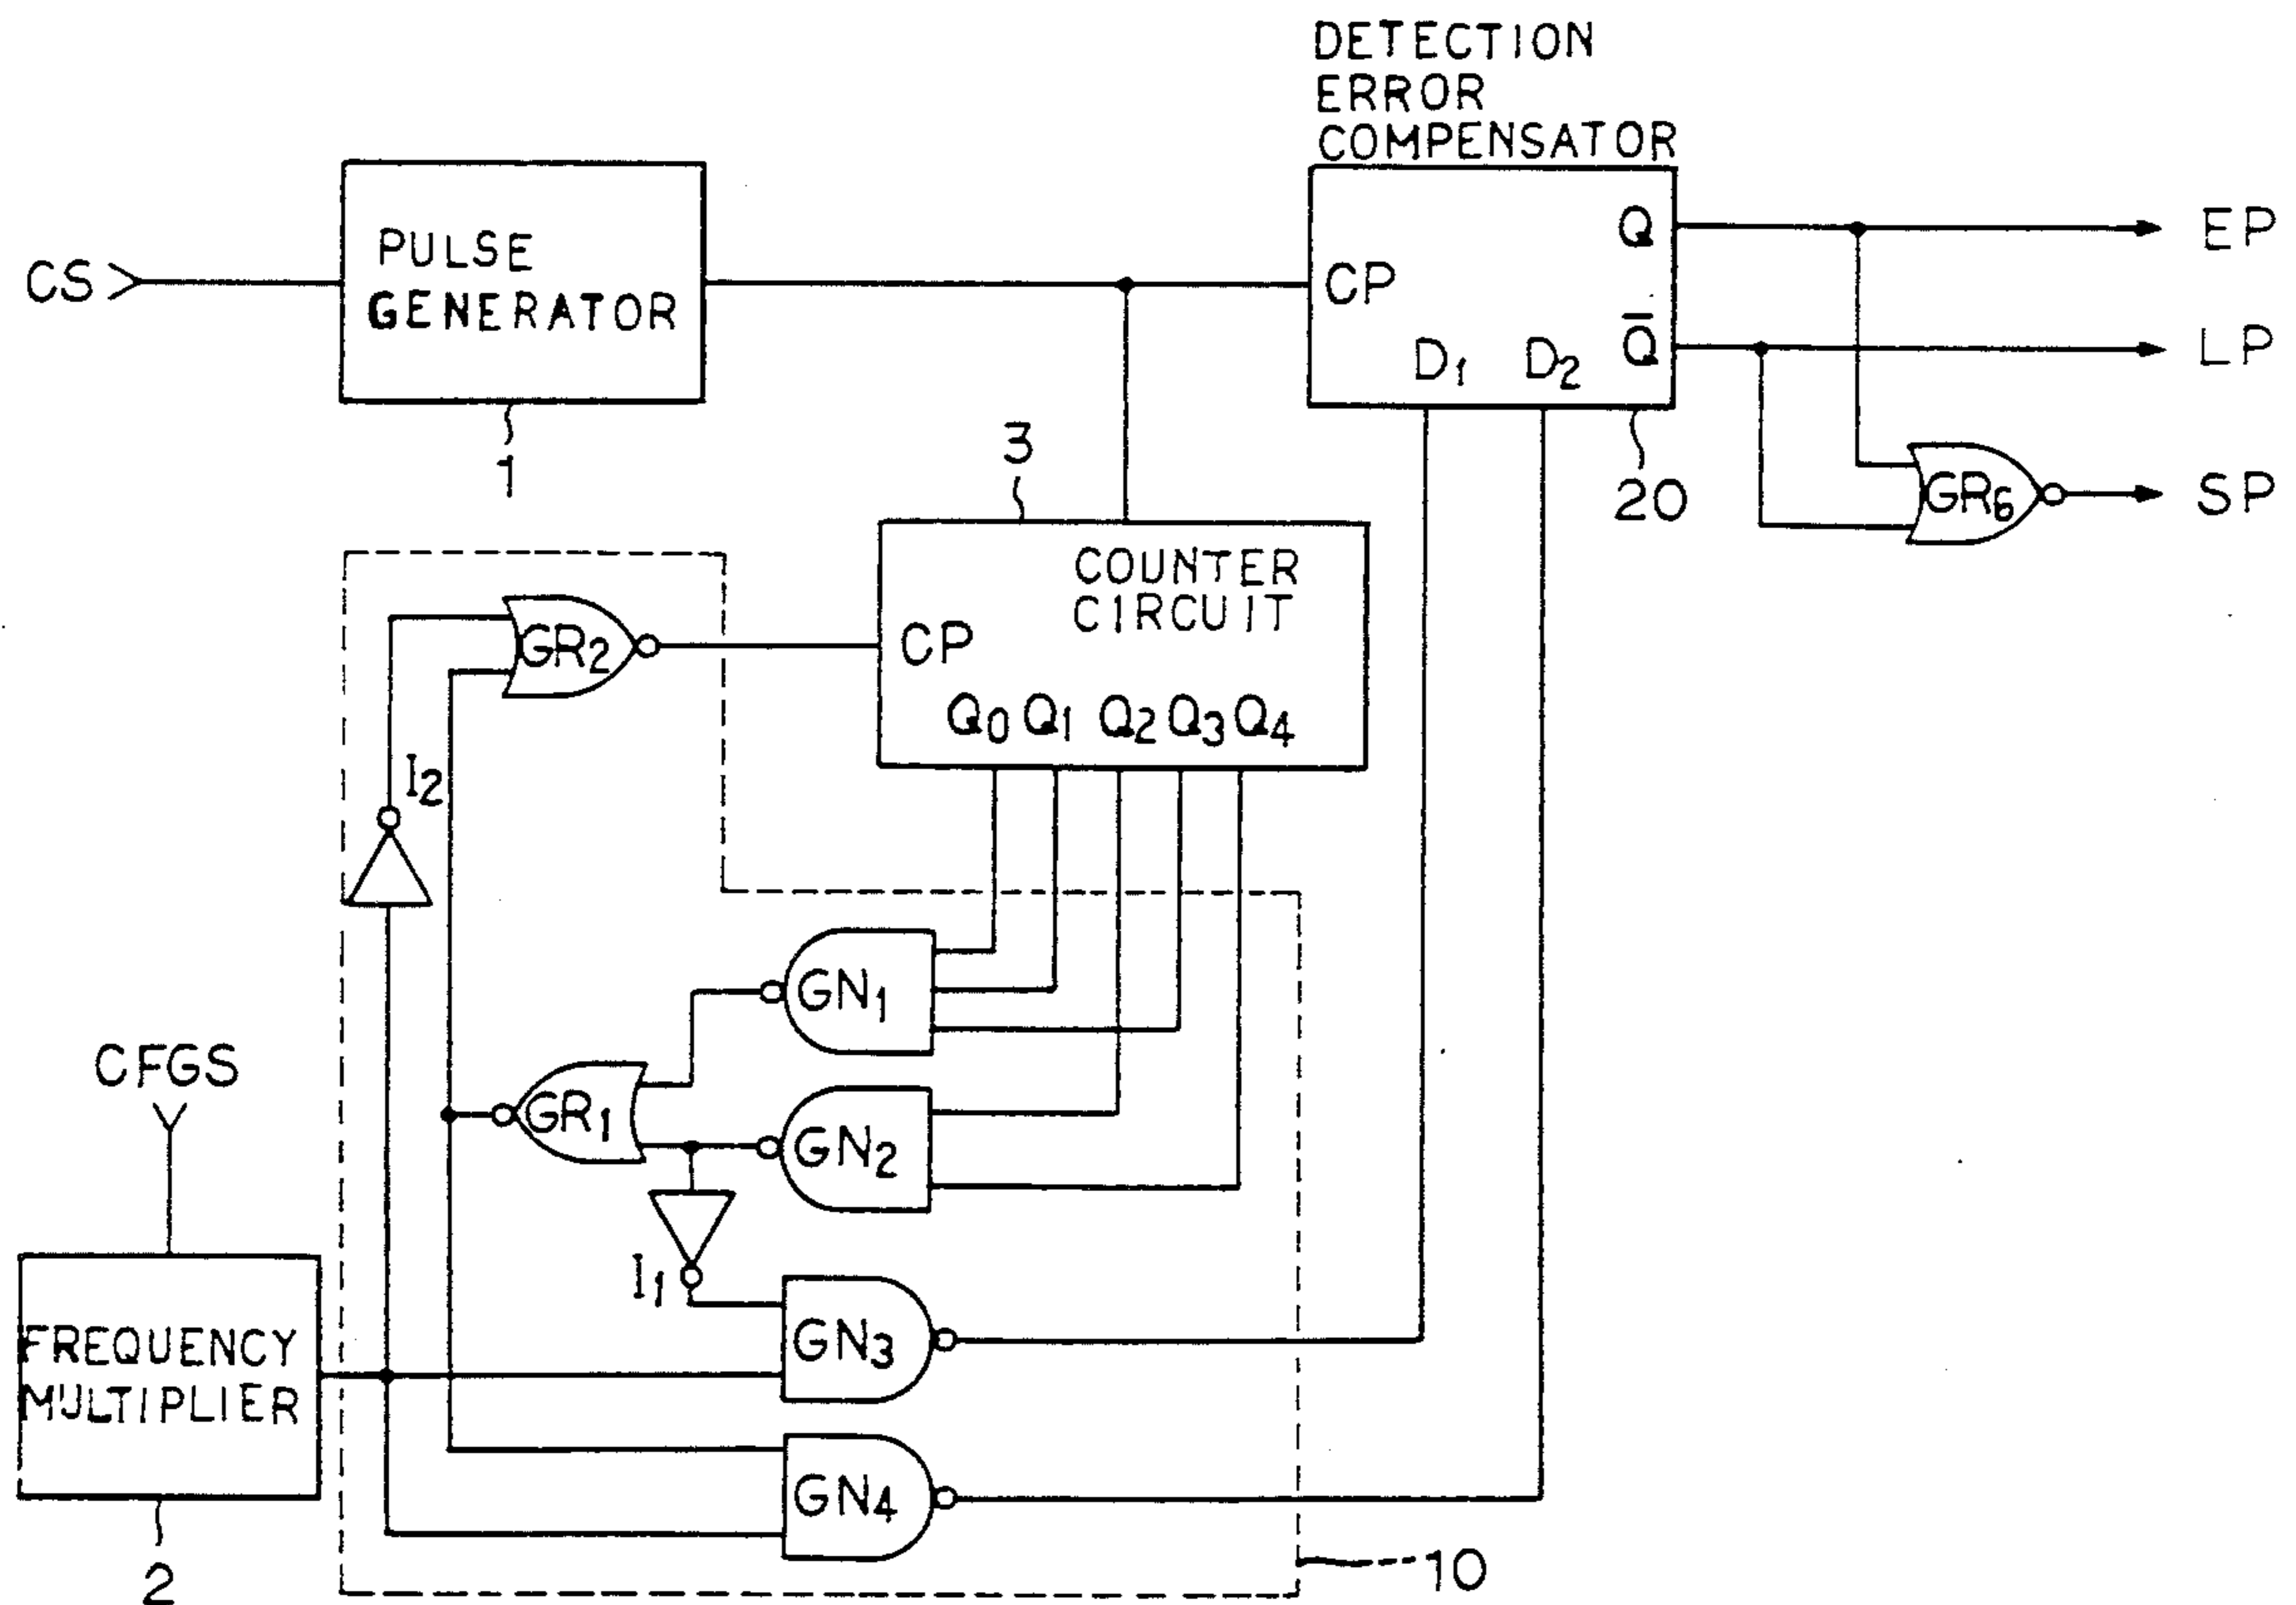 DETECTION
ERROR
COMPENSATOR
CS
PULSE
GENERATOR
1
CP
Q
Q̅
D1 D2
20
EP
LP
SP
GR6
3
COUNTER
CIRCUIT
CP
Q0 Q1 Q2 Q3 Q4
GR2
I2
GN1
GR1
GN2
I1
CFGS
FREQUENCY
MULTIPLIER
2
GN3
GN4
10